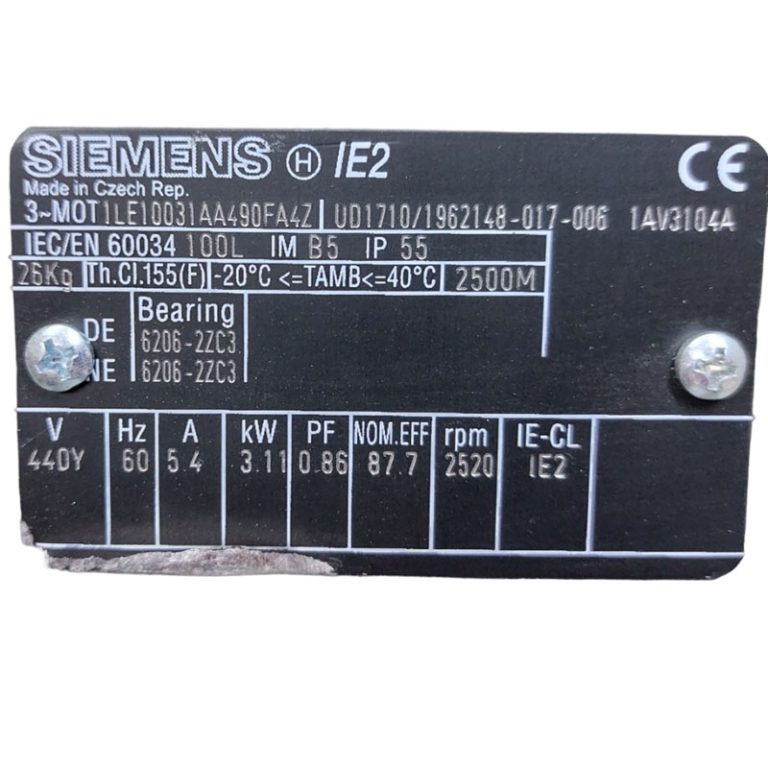 SIEMENS H IE2 CE
Made in Czech Rep.
3~MOT 1LE10031AA490FA4Z UD1710/1962148-017-006 1AV3104A
IEC/EN 60034 100L IM B5 IP 55
26Kg Th.Cl.155(F) -20°C <=TAMB<=40°C 2500M
Bearing
DE 6206-2ZC3
NE 6206-2ZC3
V Hz A kW PF NOM.EFF rpm IE-CL
440Y 60 5.4 3.11 0.86 87.7 2520 IE2